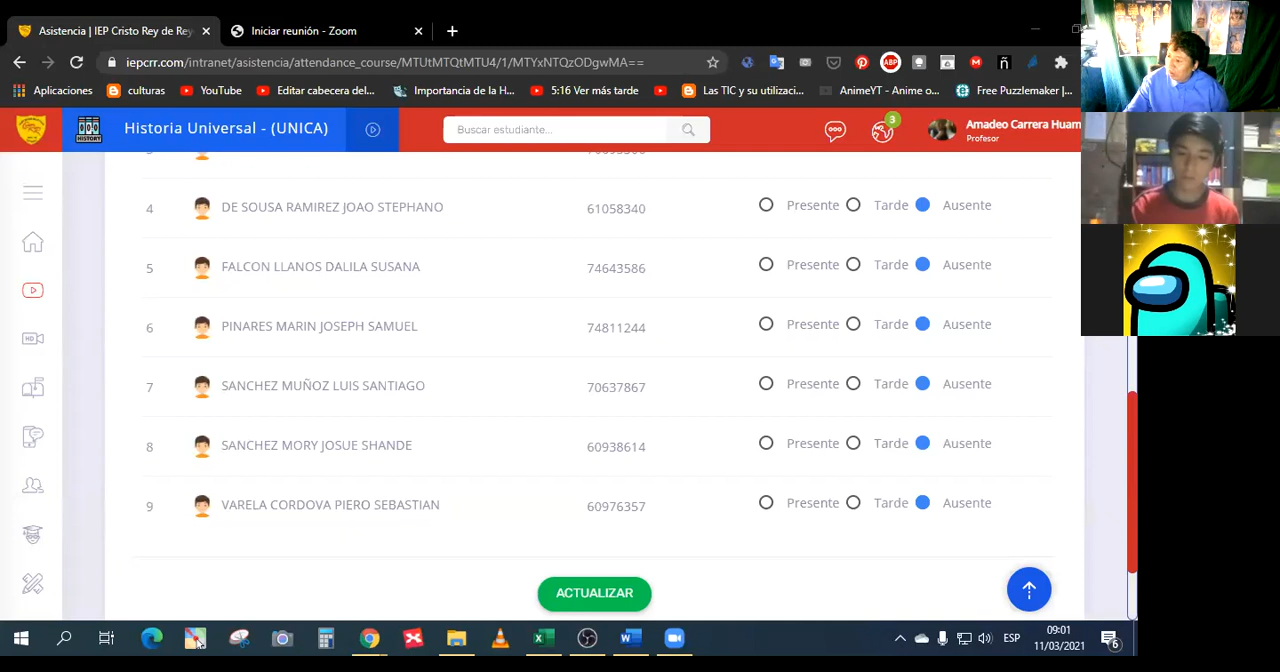 Asistencia | IEP Cristo Rey de Rey
Iniciar reunión - Zoom
iepcrr.com/intranet/asistencia/attendance_course/MTUtMTQtMTU4/1/MTYxNTQzODgwMA==
Aplicaciones culturas YouTube Editar cabecera del... Importancia de la H... 5:16 Ver más tarde Las TIC y su utilizaci... AnimeYT - Anime o... Free Puzzlemaker |...
HISTORY Historia Universal - (UNICA) Buscar estudiante... 3 Amadeo Carrera Huam
Profesor
4 DE SOUSA RAMIREZ JOAO STEPHANO 61058340 Presente Tarde Ausente
5 FALCON LLANOS DALILA SUSANA 74643586 Presente Tarde Ausente
6 PINARES MARIN JOSEPH SAMUEL 74811244 Presente Tarde Ausente
7 SANCHEZ MUÑOZ LUIS SANTIAGO 70637867 Presente Tarde Ausente
8 SANCHEZ MORY JOSUE SHANDE 60938614 Presente Tarde Ausente
9 VARELA CORDOVA PIERO SEBASTIAN 60976357 Presente Tarde Ausente
ACTUALIZAR
ESP 09:01
11/03/2021 6